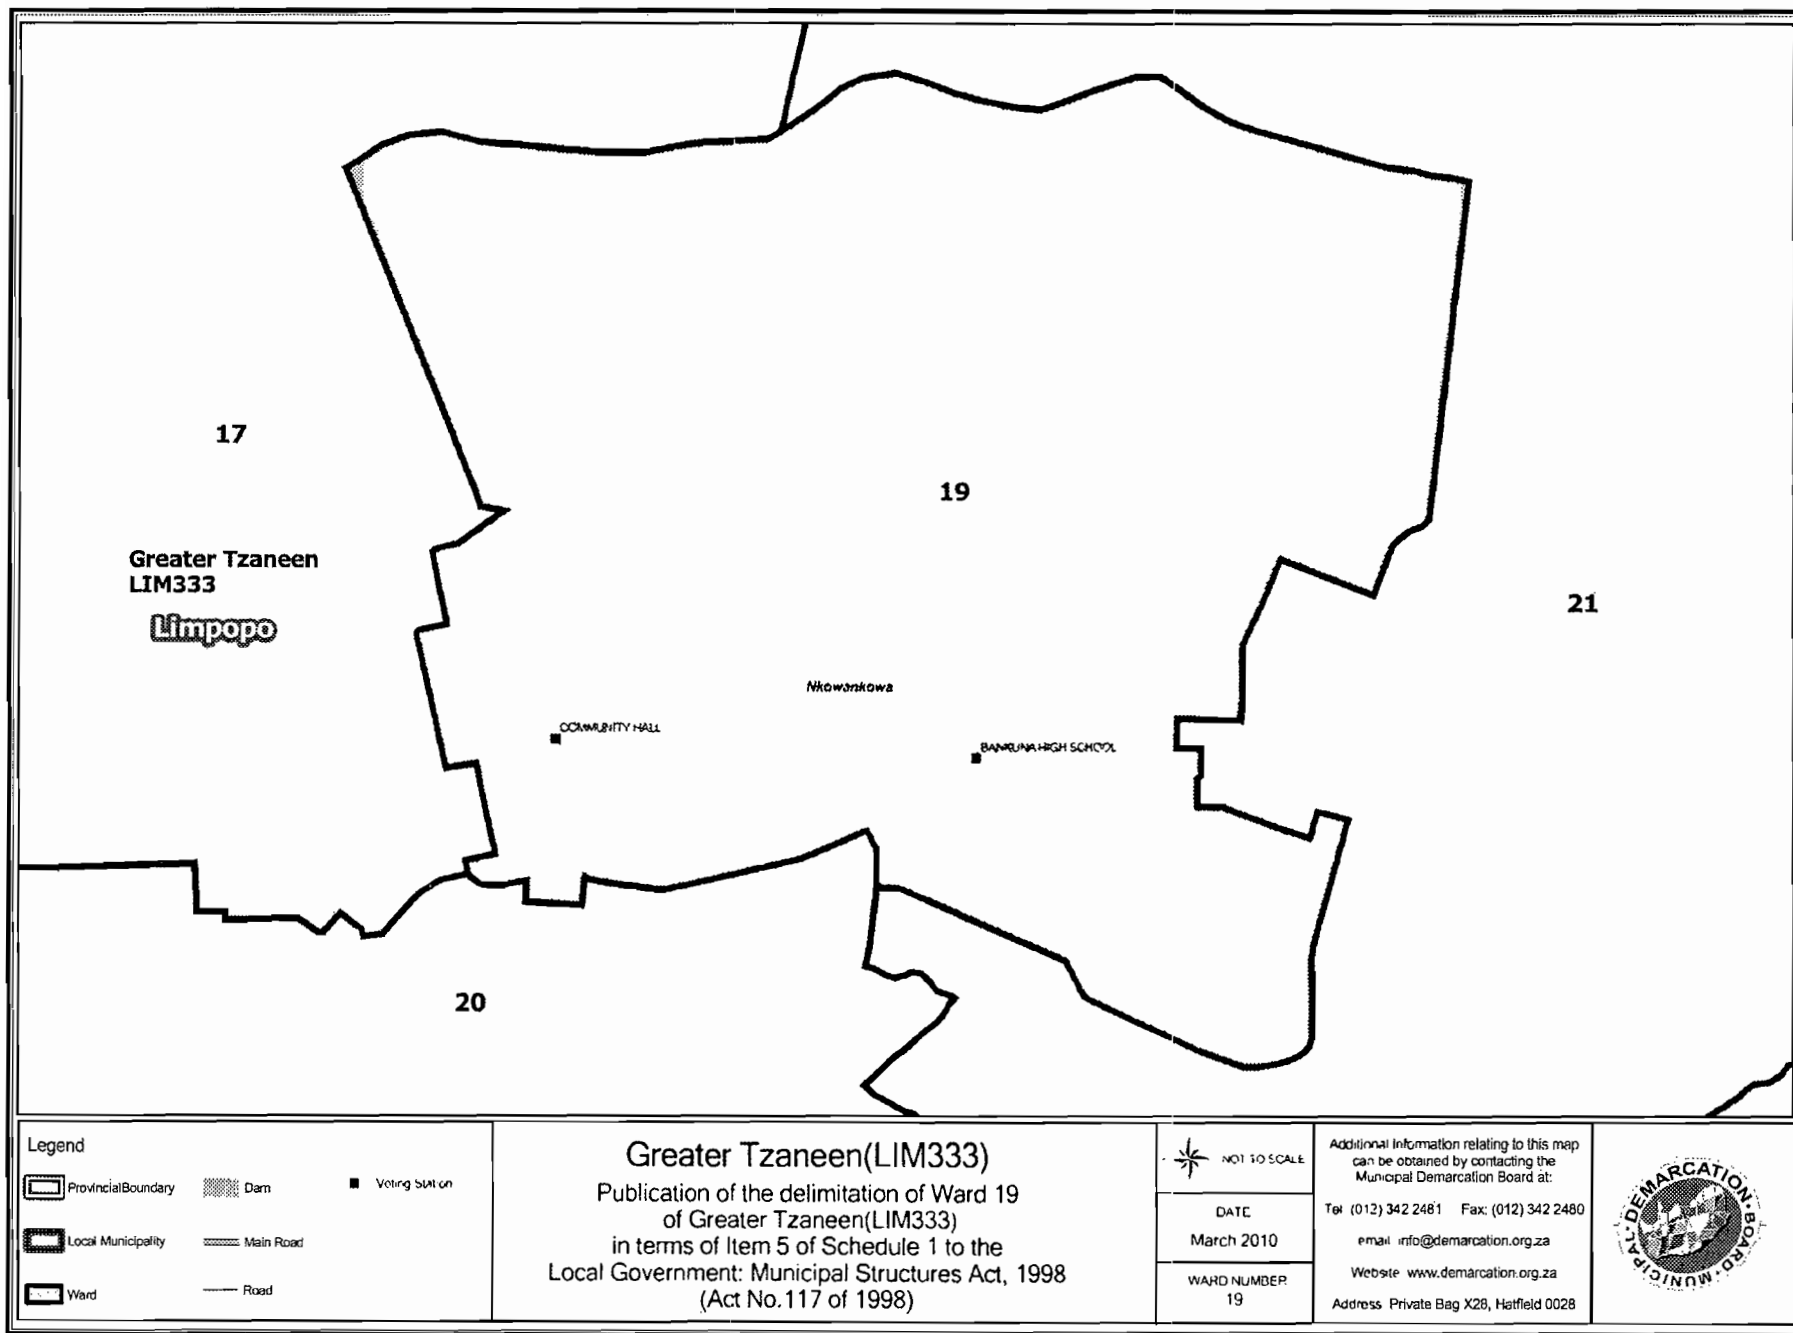 17
19
Greater Tzaneen
LIM333
Limpopo
21
Nkowankowa
COMMUNITY HALL
HIGH SCHOOL
20
Legend
ProvincialBoundary
Dam
Voting Station
Local Municipality
Main Road
Ward
Road
Greater Tzaneen(LIM333)
Publication of the delimitation of Ward 19
of Greater Tzaneen(LIM333)
in terms of Item 5 of Schedule 1 to the
Local Government: Municipal Structures Act, 1998
(Act No.117 of 1998)
NOT TO SCALE
DATE
March 2010
WARD NUMBER
19
Additional information relating to this map
can be obtained by contacting the
Municipal Demarcation Board at:
Tel (012) 342 2481 Fax: (012) 342 2480
email info@demarcation.org.za
Website www.demarcation.org.za
Address Private Bag X28, Hatfield 0028
MUNICIPAL • DEMARCATION • BOARD •